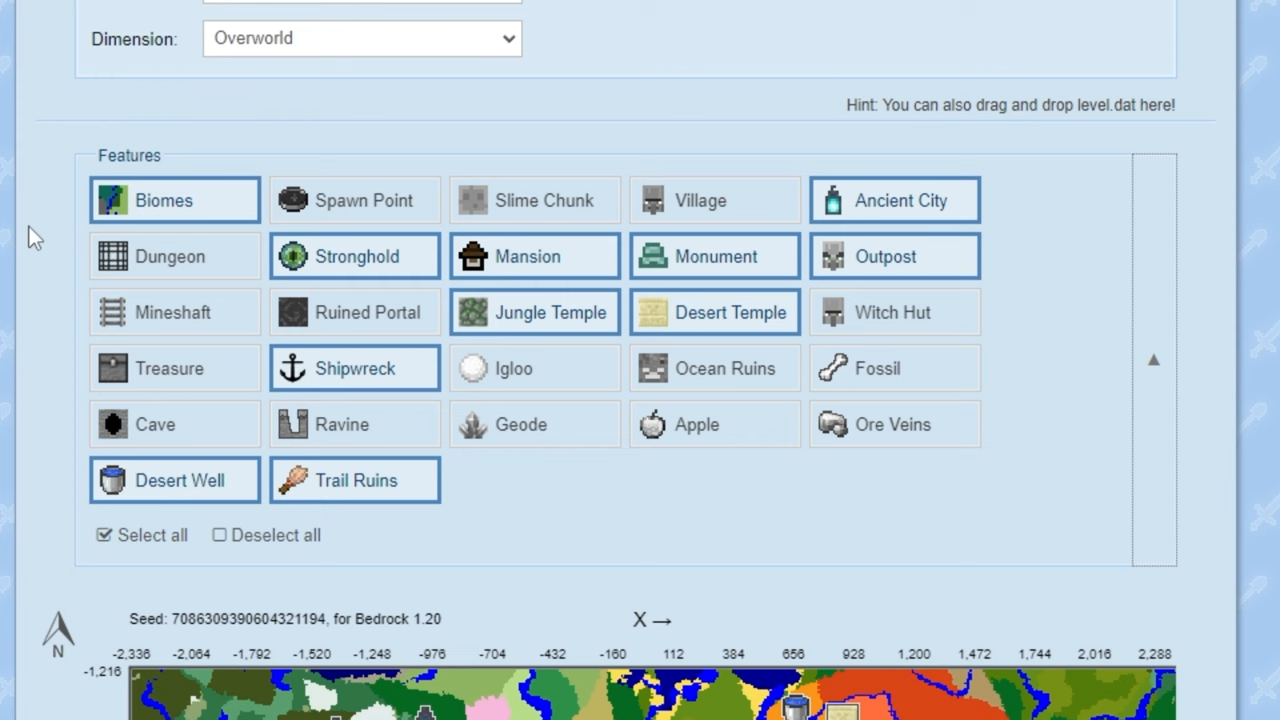 Dimension: Overworld
Hint: You can also drag and drop level.dat here!
Features
Biomes Spawn Point Slime Chunk Village Ancient City
Dungeon Stronghold Mansion Monument Outpost
Mineshaft Ruined Portal Jungle Temple Desert Temple Witch Hut
Treasure Shipwreck Igloo Ocean Ruins Fossil
Cave Ravine Geode Apple Ore Veins
Desert Well Trail Ruins
Select all Deselect all
Seed: 7086309390604321194, for Bedrock 1.20 X →
N -2,336 -2,064 -1,792 -1,520 -1,248 -976 -704 -432 -160 112 384 656 928 1,200 1,472 1,744 2,016 2,288
-1,216